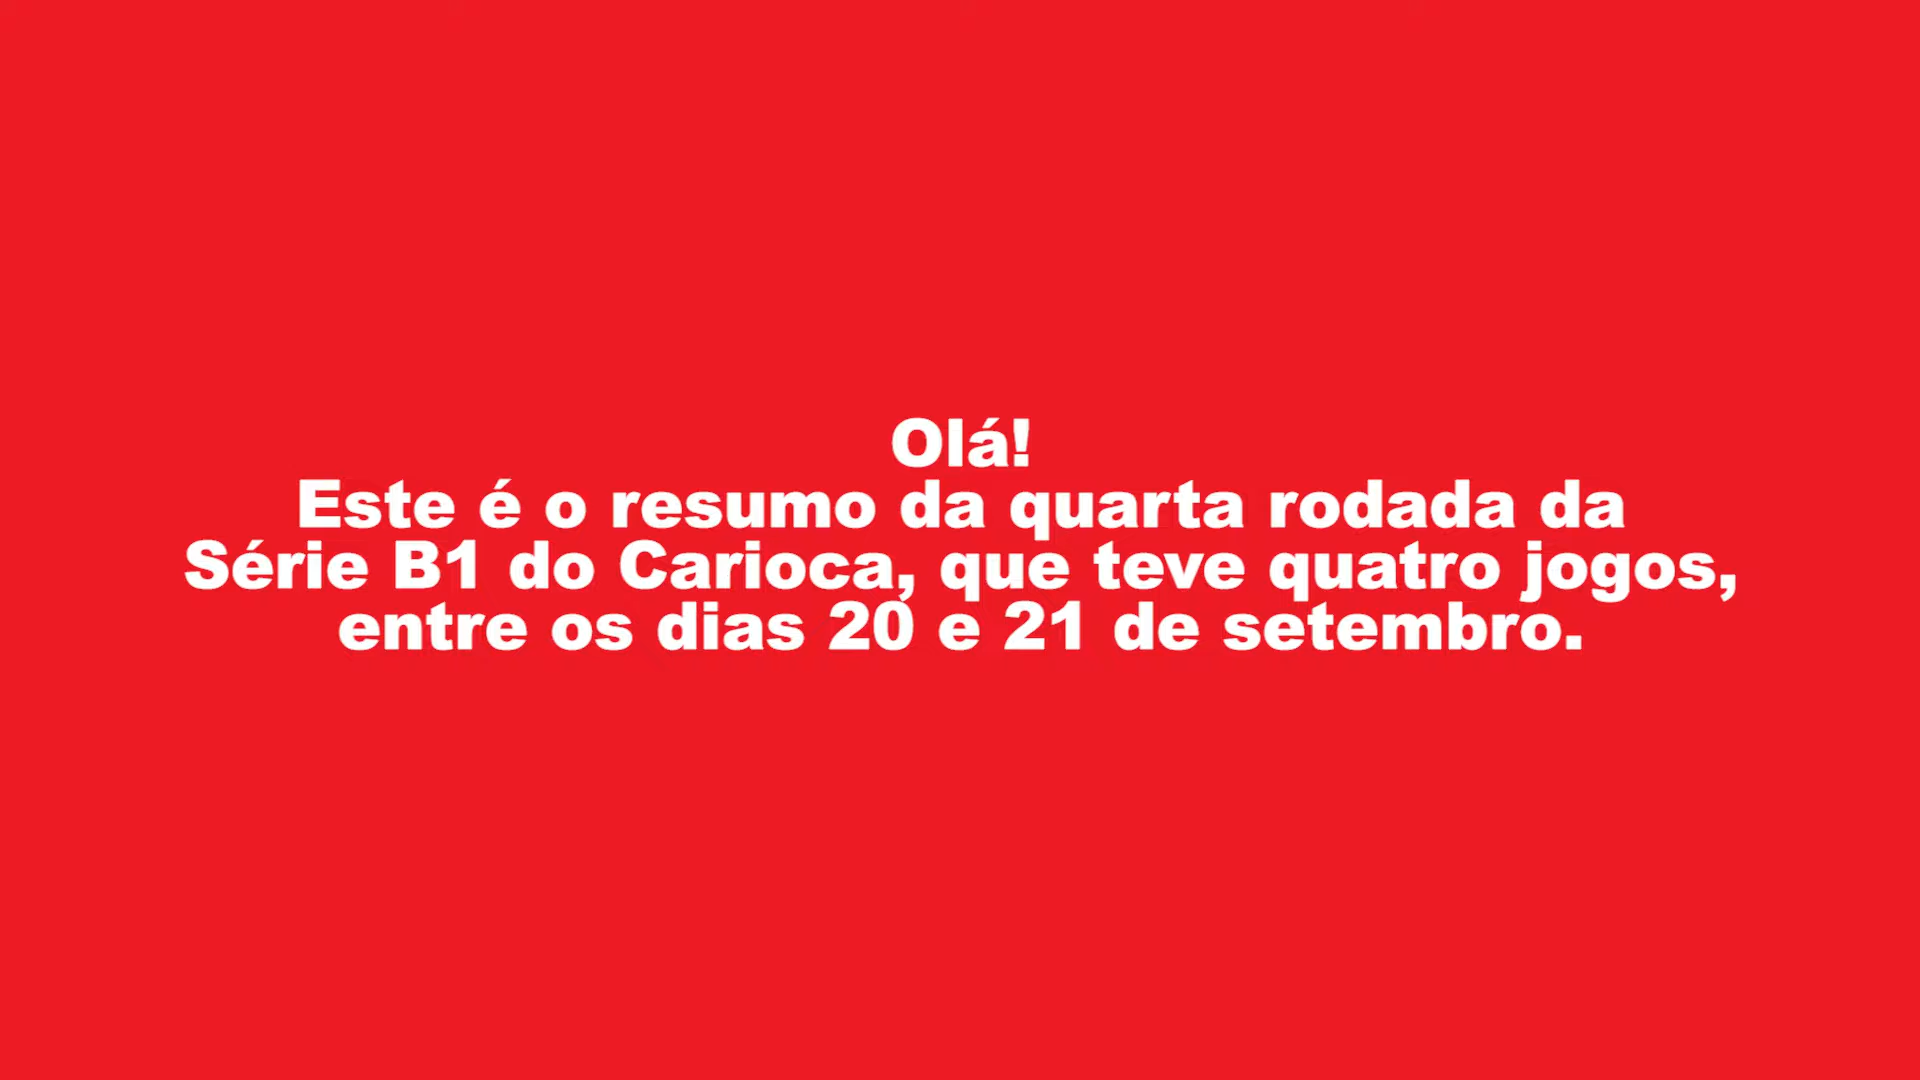 Olá!
Este é o resumo da quarta rodada da
Série B1 do Carioca, que teve quatro jogos,
entre os dias 20 e 21 de setembro.